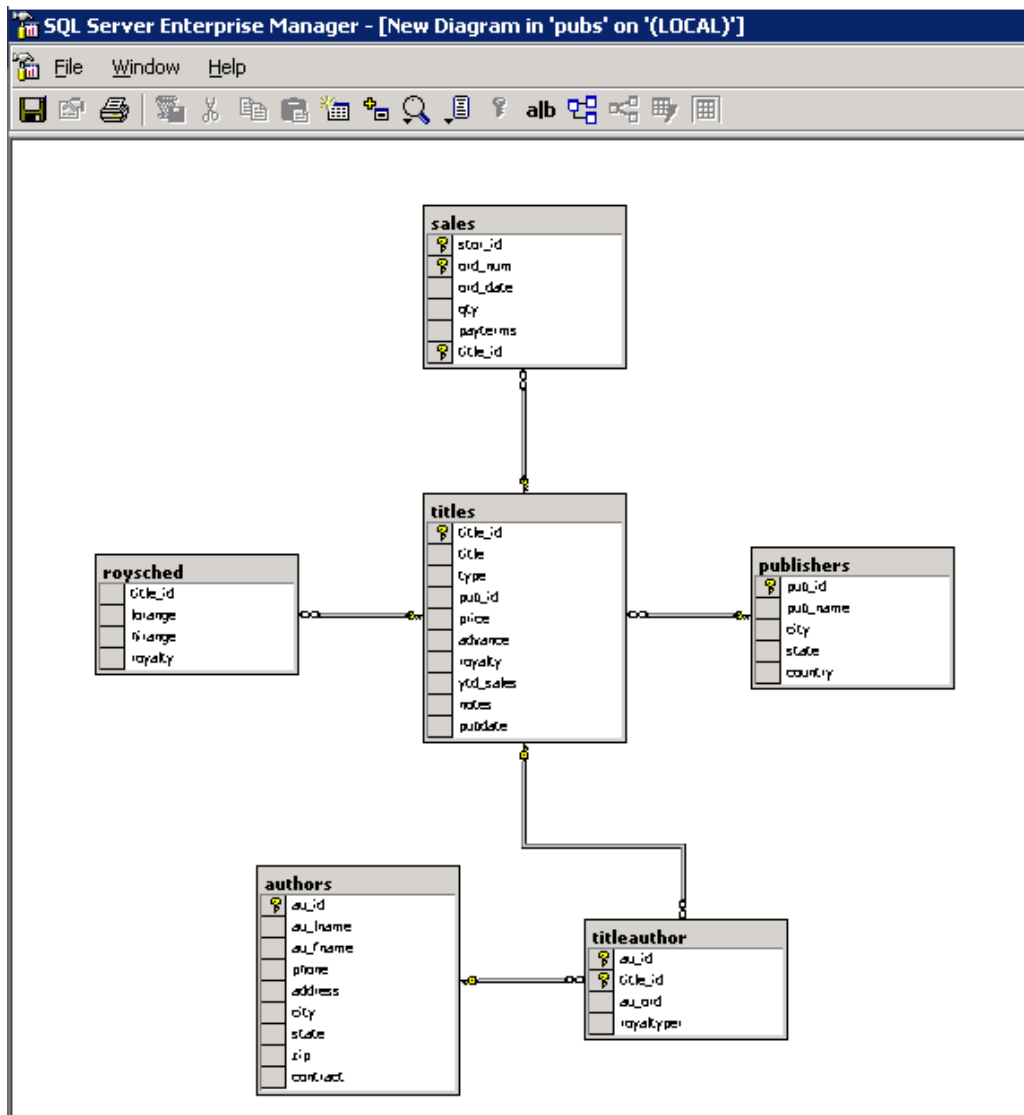 SQL Server Enterprise Manager - [New Diagram in 'pubs' on '(LOCAL)']
File Window Help
a|b
sales
stor_id
ord_num
ord_date
qty
payterms
title_id
titles
title_id
title
type
pub_id
price
advance
royalty
ytd_sales
notes
pubdate
roysched
title_id
lorange
hirange
royalty
publishers
pub_id
pub_name
city
state
country
authors
au_id
au_lname
au_fname
phone
address
city
state
zip
contract
titleauthor
au_id
title_id
au_ord
royaltyper